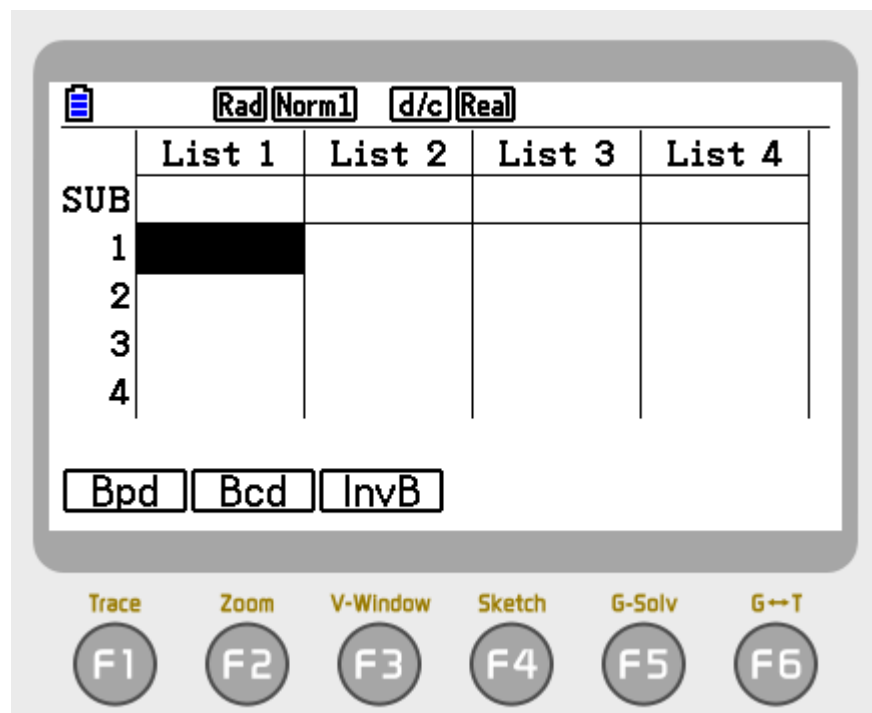 Rad Norm1 d/c Real
List 1 List 2 List 3 List 4
SUB
1
2
3
4
Bpd Bcd InvB
Trace Zoom V-Window Sketch G-Solv G↔T
F1 F2 F3 F4 F5 F6